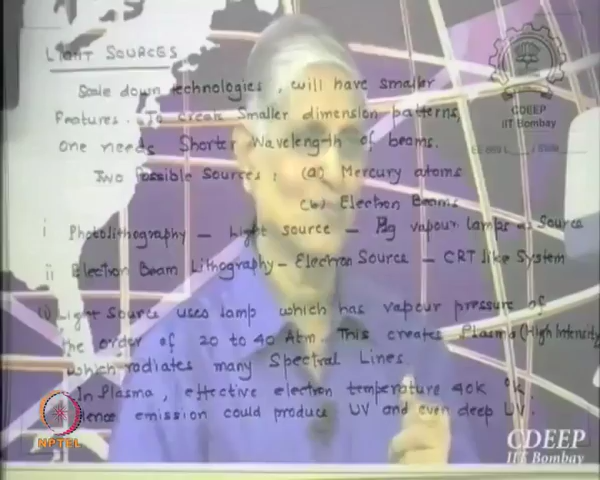 LIGHT SOURCES
Scale down technologies, will have smaller
features. To create Smaller dimension patterns,
one needs Shorter Wavelength of beams.
Two Possible Sources : (a) Mercury atoms
(b) Electron Beams
i Photolithography – Light source – Hg vapour lamps as Source
ii Electron Beam Lithography – Electron Source – CRT like System
(i) Light Source uses lamp which has vapour pressure of
the order of 20 to 40 Atm. This creates Plasma (High Intensity)
which radiates many Spectral Lines
In Plasma, effective electron temperature 40K °K.
Hence emission could produce UV and even deep UV.
CDEEP
IIT Bombay
NPTEL
CDEEP
IIT Bombay